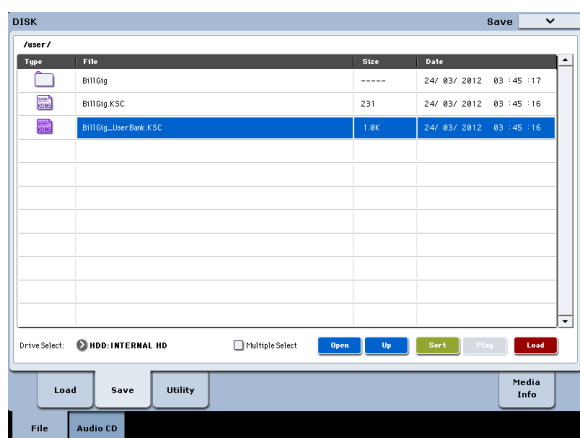 DISK
Save
/user/
Type File Size Date
BillGig ----- 24/ 03/ 2012 03 :45 :17
BillGig.KSC 231 24/ 03/ 2012 03 :45 :16
BillGig_UserBank.KSC 1.0K 24/ 03/ 2012 03 :45 :16
Drive Select: HDD:INTERNAL HD Multiple Select Open Up Sort Play Load
Load Save Utility Media Info
File Audio CD